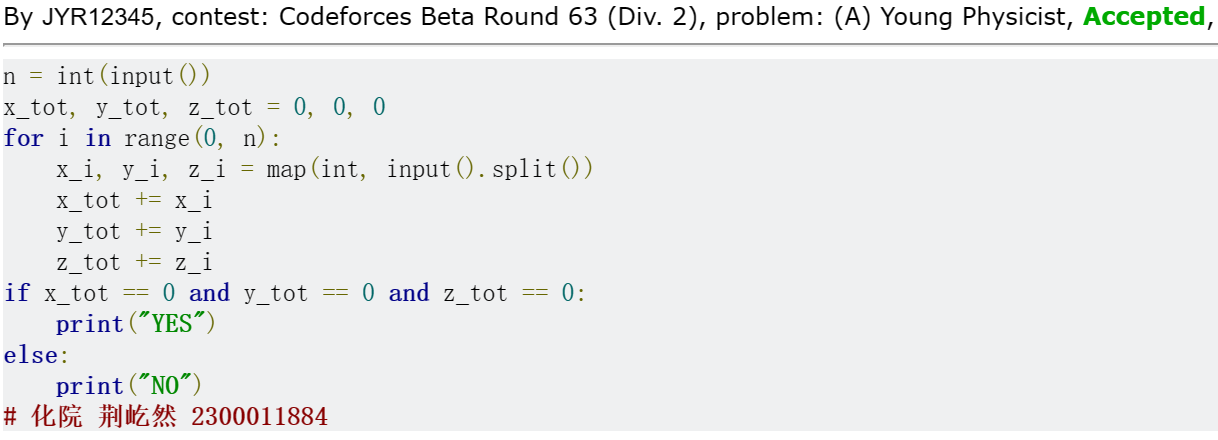 By JYR12345, contest: Codeforces Beta Round 63 (Div. 2), problem: (A) Young Physicist, Accepted,
n = int(input())
x_tot, y_tot, z_tot = 0, 0, 0
for i in range(0, n):
    x_i, y_i, z_i = map(int, input().split())
    x_tot += x_i
    y_tot += y_i
    z_tot += z_i
if x_tot == 0 and y_tot == 0 and z_tot == 0:
    print("YES")
else:
    print("NO")
# 化院 荆屹然 2300011884